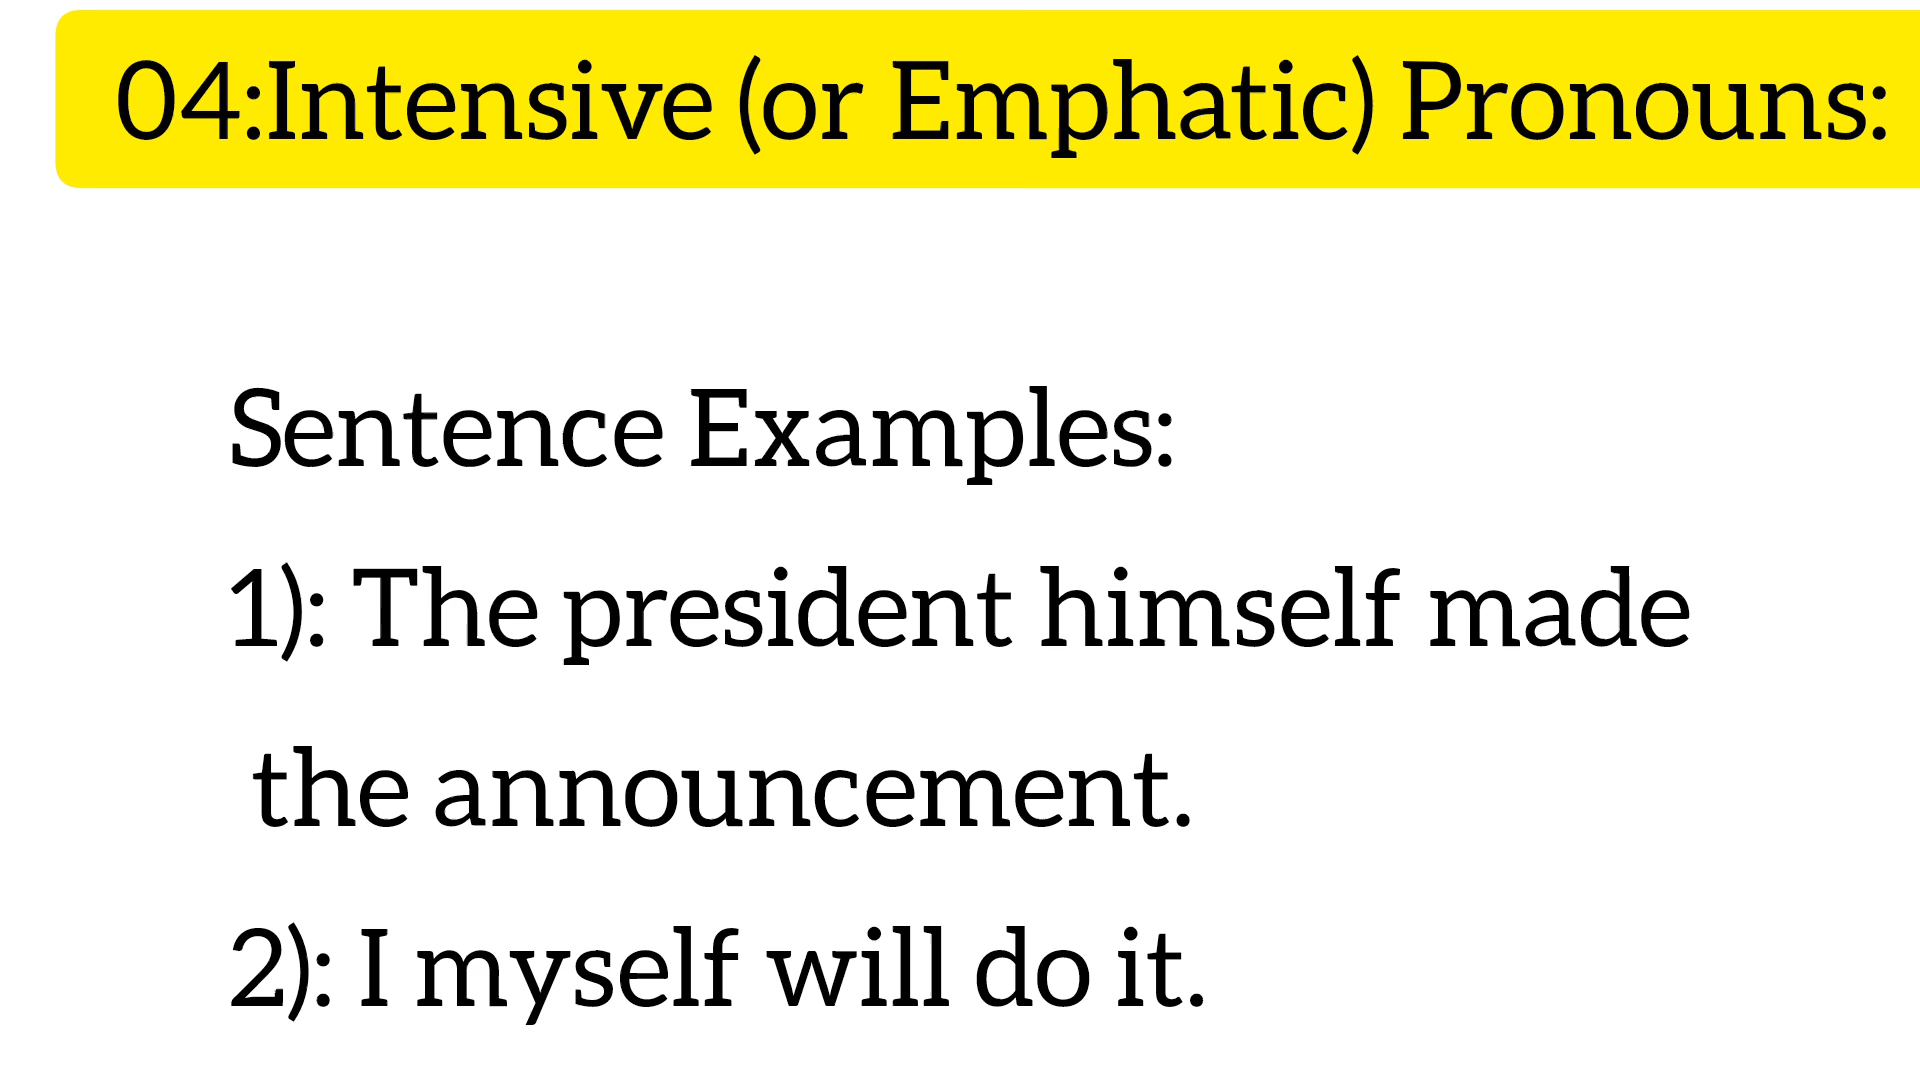 04:Intensive (or Emphatic) Pronouns:
Sentence Examples:
1): The president himself made
the announcement.
2): I myself will do it.